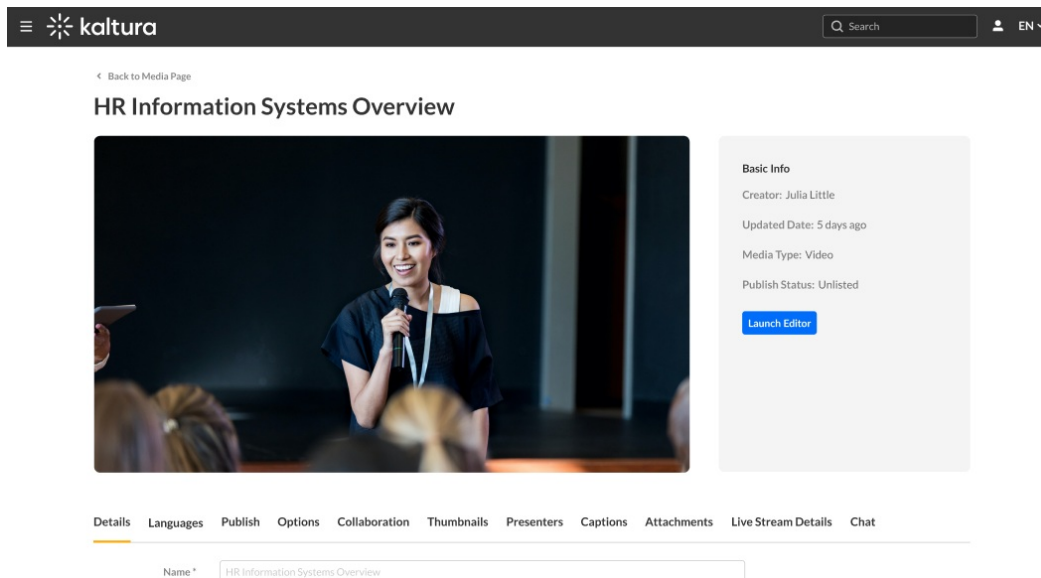 kaltura
Search
EN
Back to Media Page
HR Information Systems Overview
Basic Info
Creator: Julia Little
Updated Date: 5 days ago
Media Type: Video
Publish Status: Unlisted
Launch Editor
Details Languages Publish Options Collaboration Thumbnails Presenters Captions Attachments Live Stream Details Chat
Name * HR Information Systems Overview